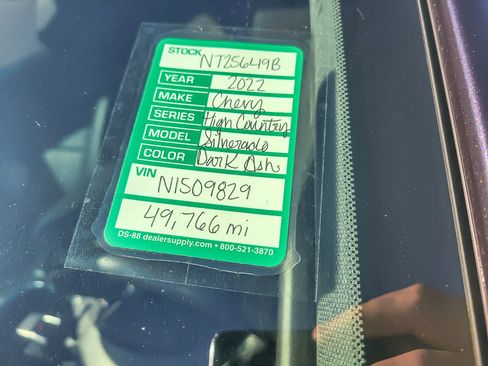 STOCK NT25649B
YEAR 2022
MAKE Chevy
SERIES High Country
MODEL Silverado
COLOR Dark Ash
VIN
N1509829
49,766 mi
DS-88 dealersupply.com • 800-521-3870